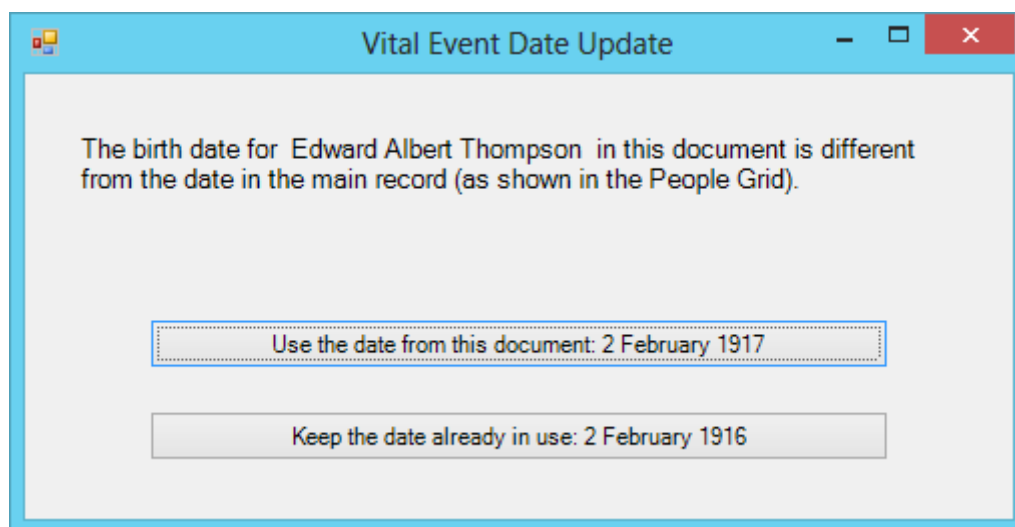 Vital Event Date Update
The birth date for Edward Albert Thompson in this document is different
from the date in the main record (as shown in the People Grid).
Use the date from this document: 2 February 1917
Keep the date already in use: 2 February 1916